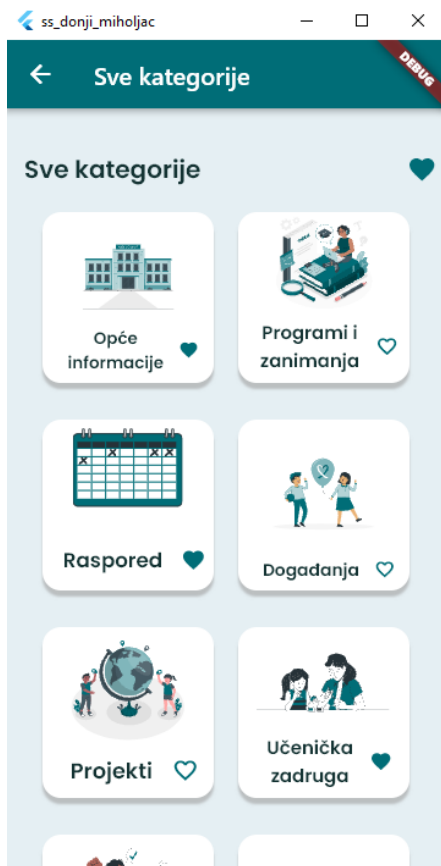 ss_donji_miholjac
Sve kategorije
DEBUG
Sve kategorije
Opće
informacije
Programi i
zanimanja
Raspored
Događanja
Projekti
Učenička
zadruga